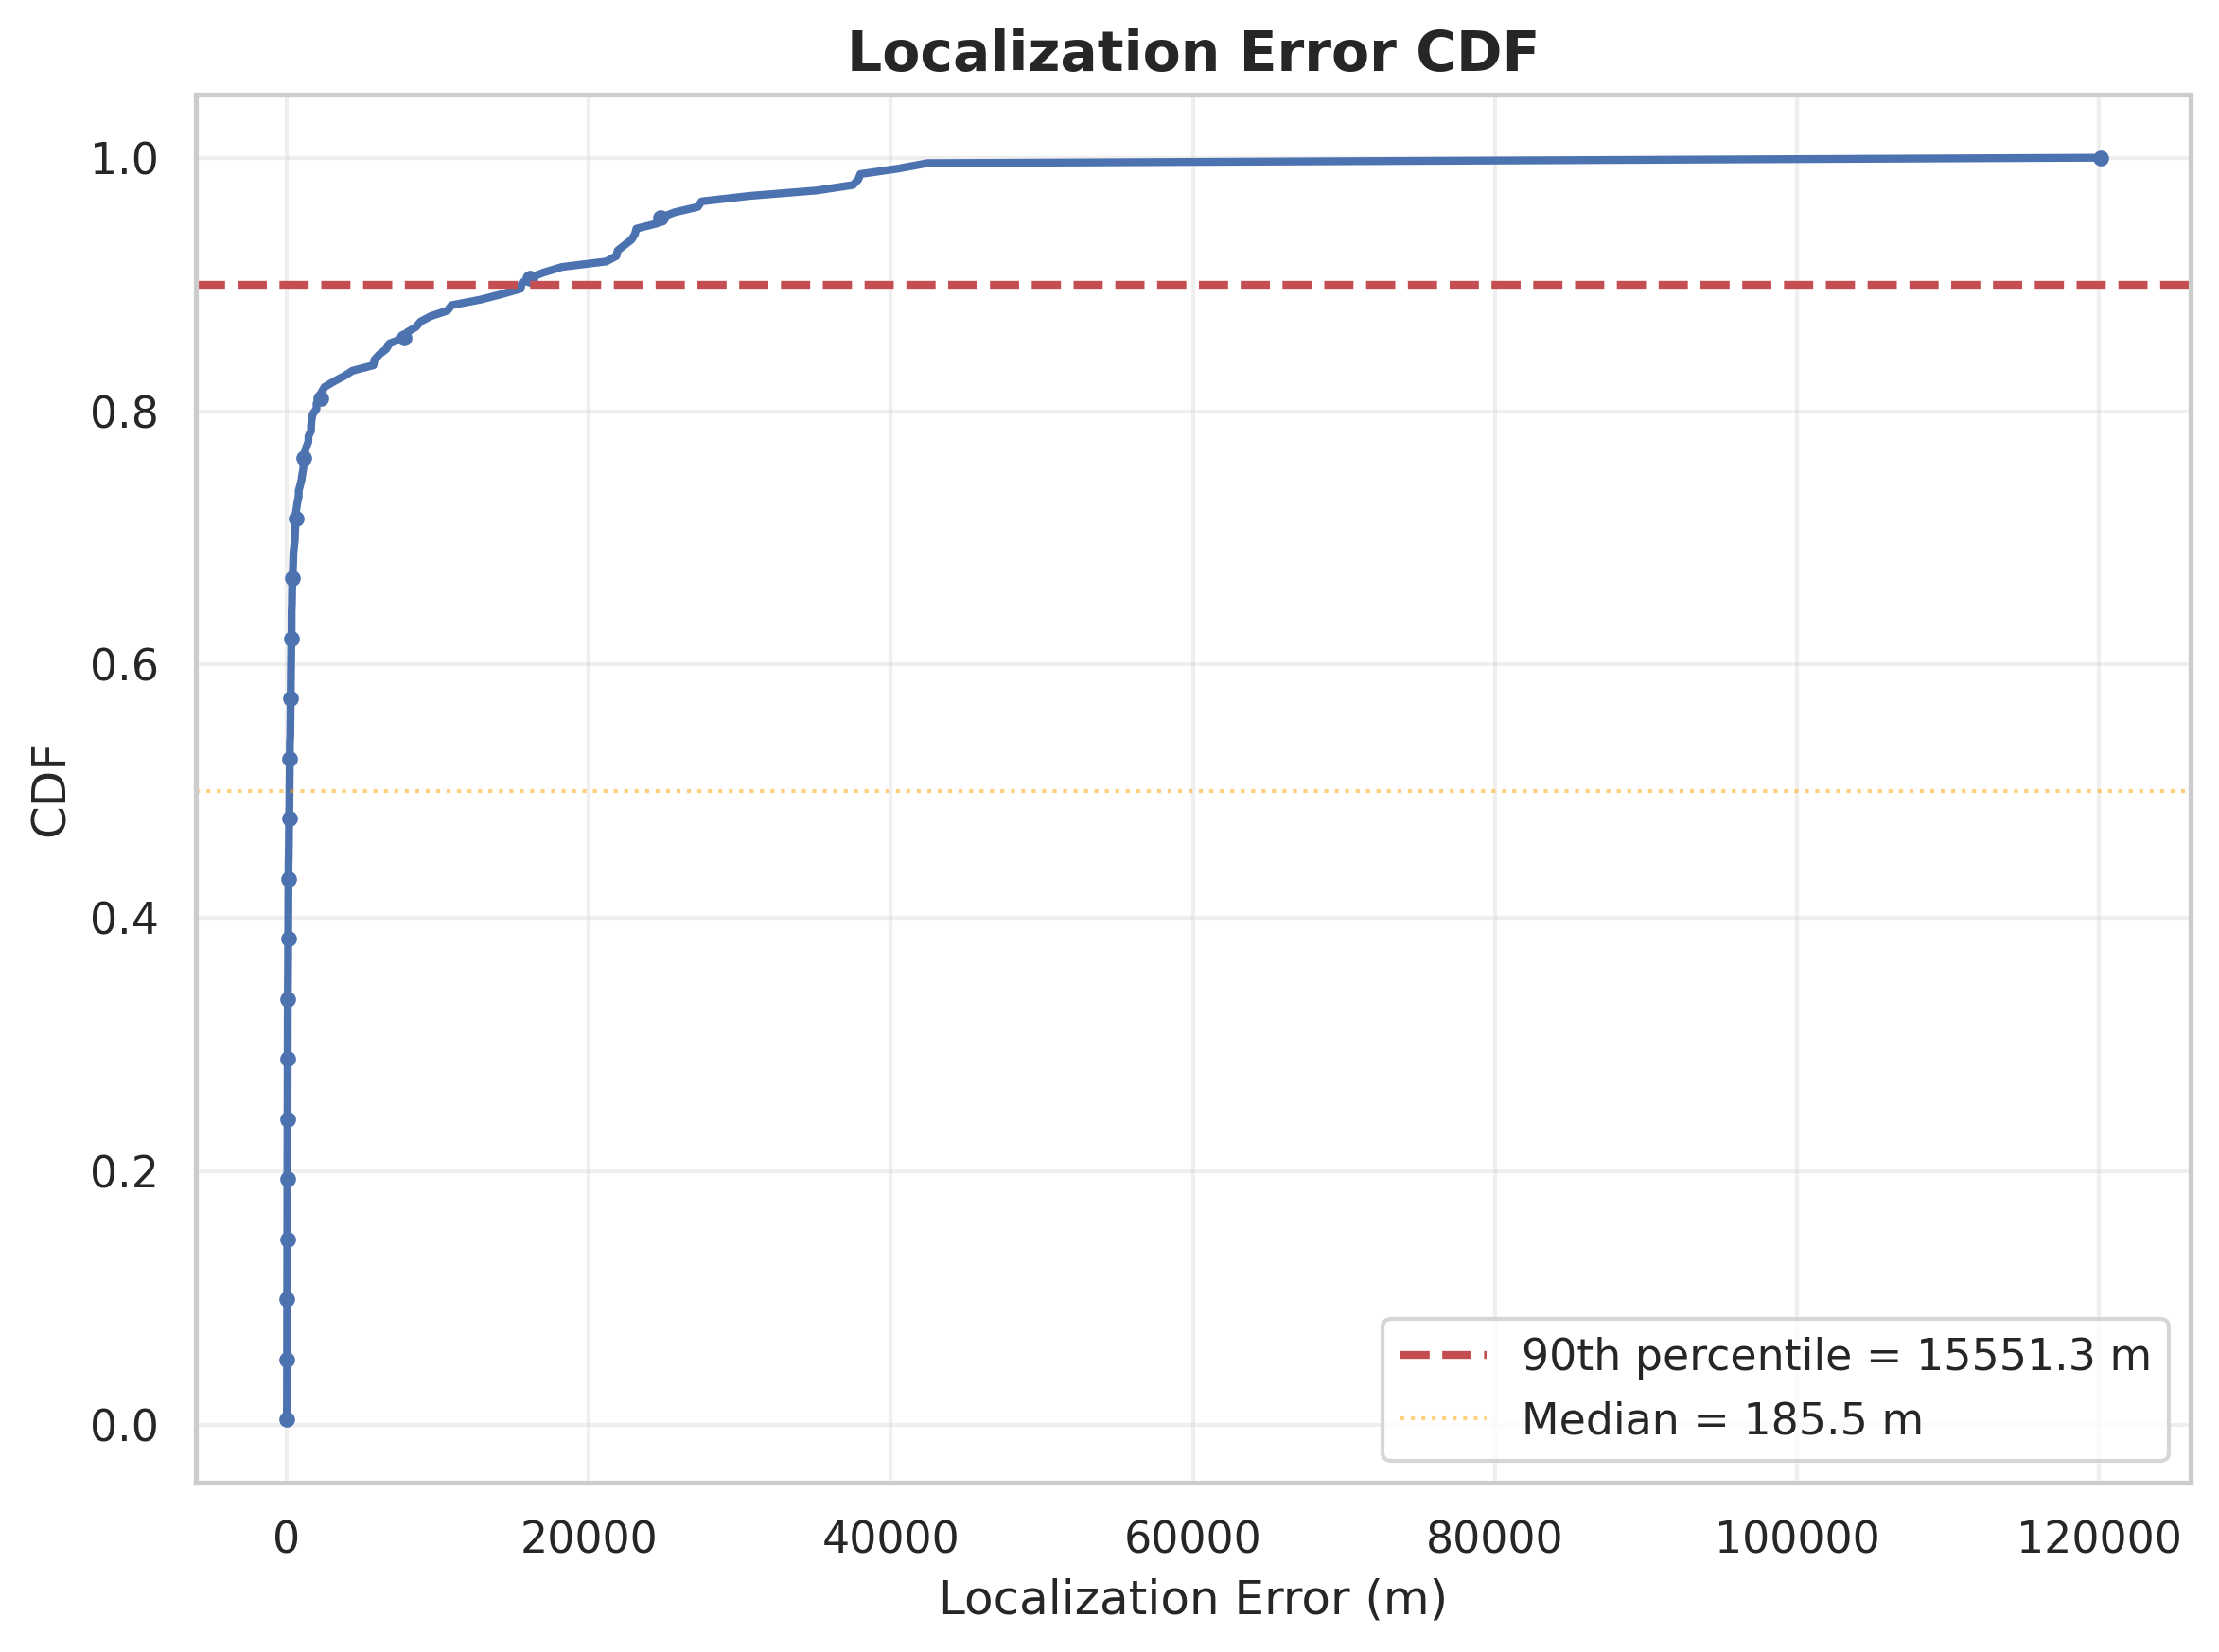 Localization Error CDF
CDF
1.0
0.8
0.6
0.4
0.2
0.0
90th percentile = 15551.3 m
Median = 185.5 m
0 20000 40000 60000 80000 100000 120000
Localization Error (m)